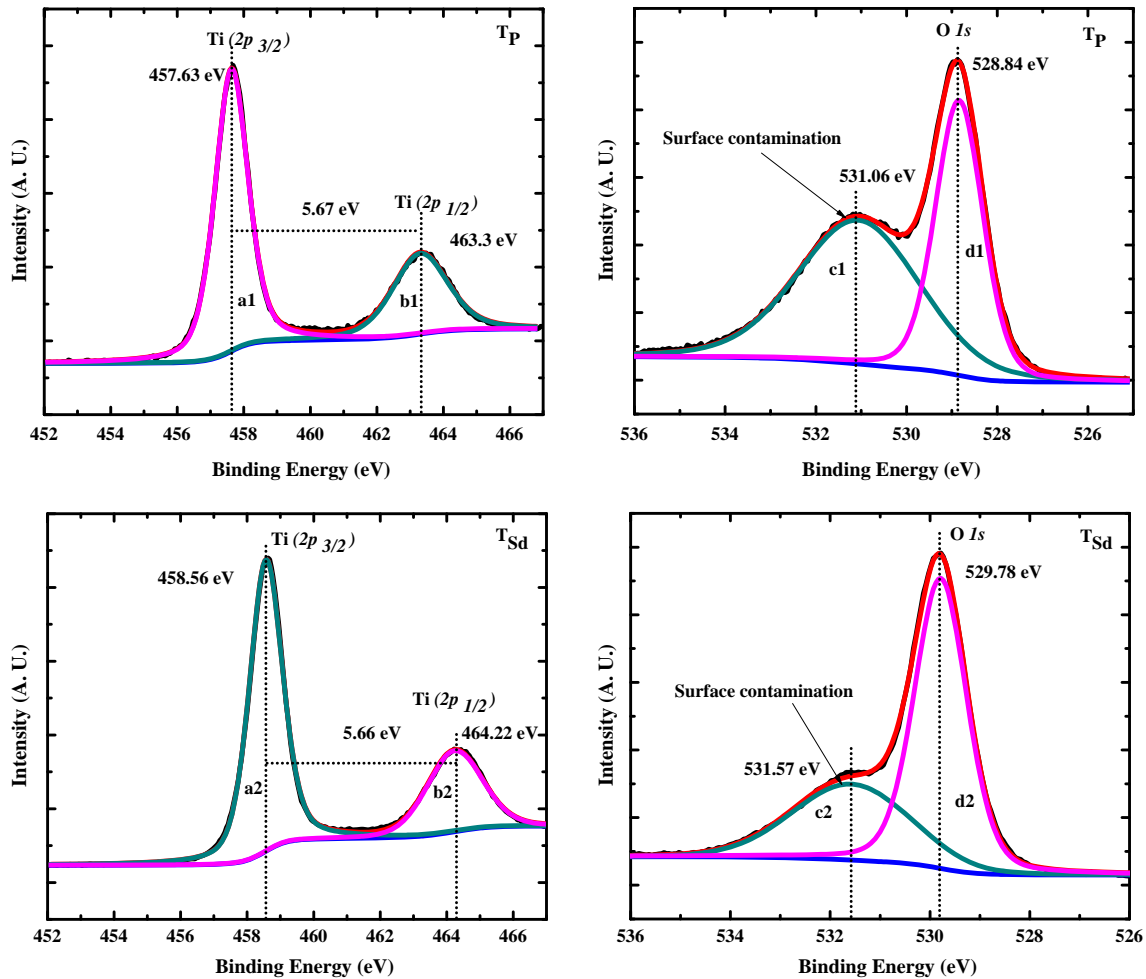 T_P
Ti (2p 3/2)
457.63 eV
5.67 eV
Ti (2p 1/2)
463.3 eV
a1
b1
Intensity (A. U.)
452 454 456 458 460 462 464 466
Binding Energy (eV)
O 1s
T_P
528.84 eV
Surface contamination
531.06 eV
c1
d1
Intensity (A. U.)
536 534 532 530 528 526
Binding Energy (eV)
T_Sd
Ti (2p 3/2)
458.56 eV
Ti (2p 1/2)
5.66 eV
464.22 eV
a2
b2
Intensity (A. U.)
452 454 456 458 460 462 464 466
Binding Energy (eV)
O 1s
T_Sd
529.78 eV
Surface contamination
531.57 eV
c2
d2
Intensity (A. U.)
536 534 532 530 528 526
Binding Energy (eV)